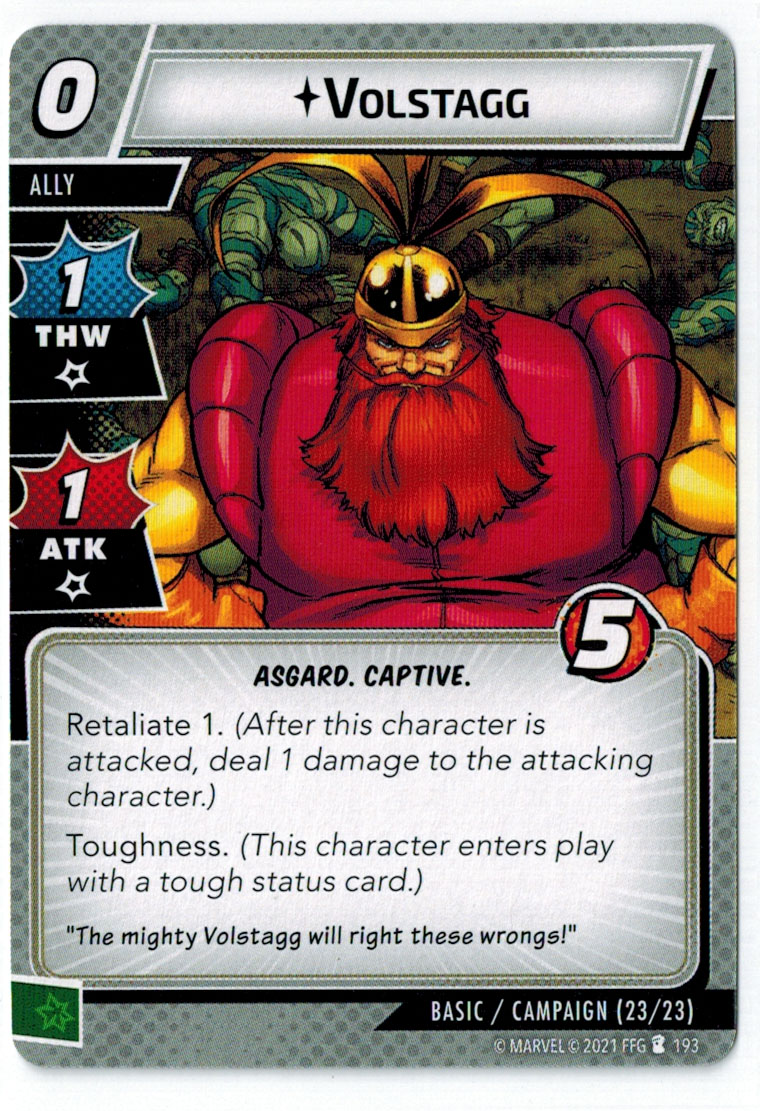 0
VOLSTAGG
ALLY
1
THW
1
ATK
5
ASGARD. CAPTIVE.
Retaliate 1. (After this character is
attacked, deal 1 damage to the attacking
character.)
Toughness. (This character enters play
with a tough status card.)
"The mighty Volstagg will right these wrongs!"
BASIC / CAMPAIGN (23/23)
© MARVEL © 2021 FFG 193